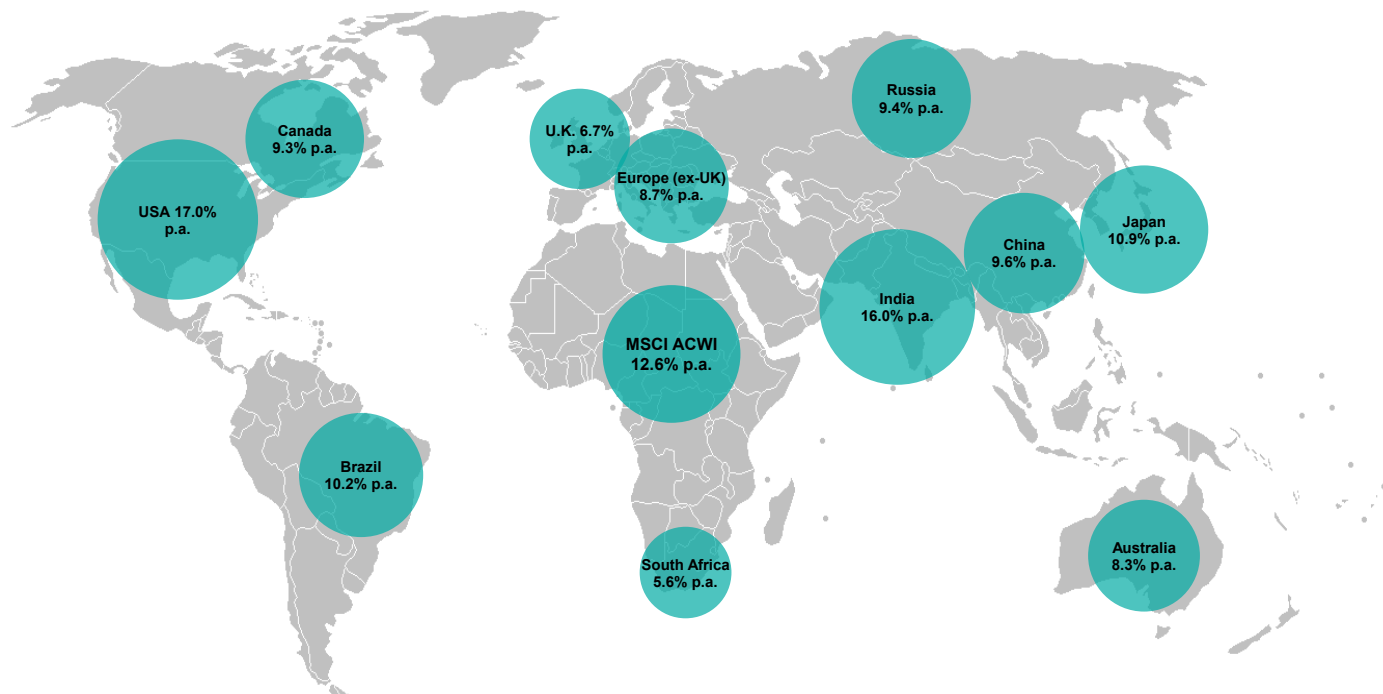 Russia
9.4% p.a.
Canada
9.3% p.a.
U.K. 6.7%
p.a.
Europe (ex-UK)
8.7% p.a.
USA 17.0%
p.a.
Japan
10.9% p.a.
China
9.6% p.a.
India
16.0% p.a.
MSCI ACWI
12.6% p.a.
Brazil
10.2% p.a.
South Africa
5.6% p.a.
Australia
8.3% p.a.